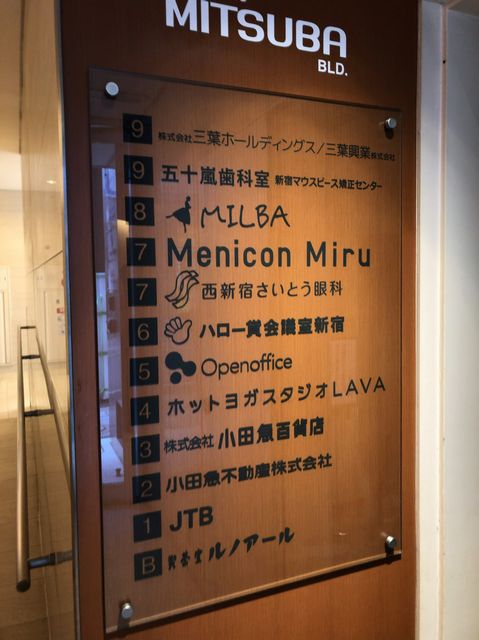 MITSUBA
BLD.
9 株式会社三葉ホールディングス/三葉興業株式会社
9 五十嵐歯科室 新宿マウスピース矯正センター
8 MILBA
7 Menicon Miru
7 西新宿さいとう眼科
6 ハロー貸会議室新宿
5 Openoffice
4 ホットヨガスタジオLAVA
3 株式会社 小田急百貨店
2 小田急不動産株式会社
1 JTB
B 喫茶室 ルノアール